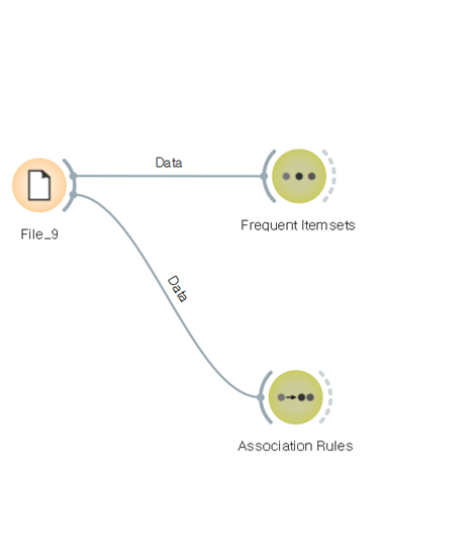 Data
Frequent Itemsets
File_9
Data
Association Rules